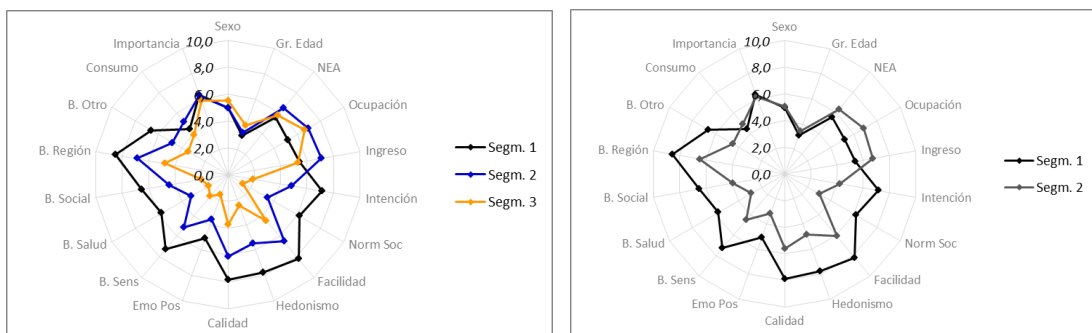 Sexo
Gr. Edad
NEA
Ocupación
Ingreso
Intención
Norm Soc
Facilidad
Hedonismo
Calidad
Emo Pos
B. Sens
B. Salud
B. Social
B. Región
B. Otro
Consumo
Importancia
10,0
8,0
6,0
4,0
2,0
0,0
Segm. 1
Segm. 2
Segm. 3
Sexo
Gr. Edad
NEA
Ocupación
Ingreso
Intención
Norm Soc
Facilidad
Hedonismo
Calidad
Emo Pos
B. Sens
B. Salud
B. Social
B. Región
B. Otro
Consumo
Importancia
10,0
8,0
6,0
4,0
2,0
0,0
Segm. 1
Segm. 2